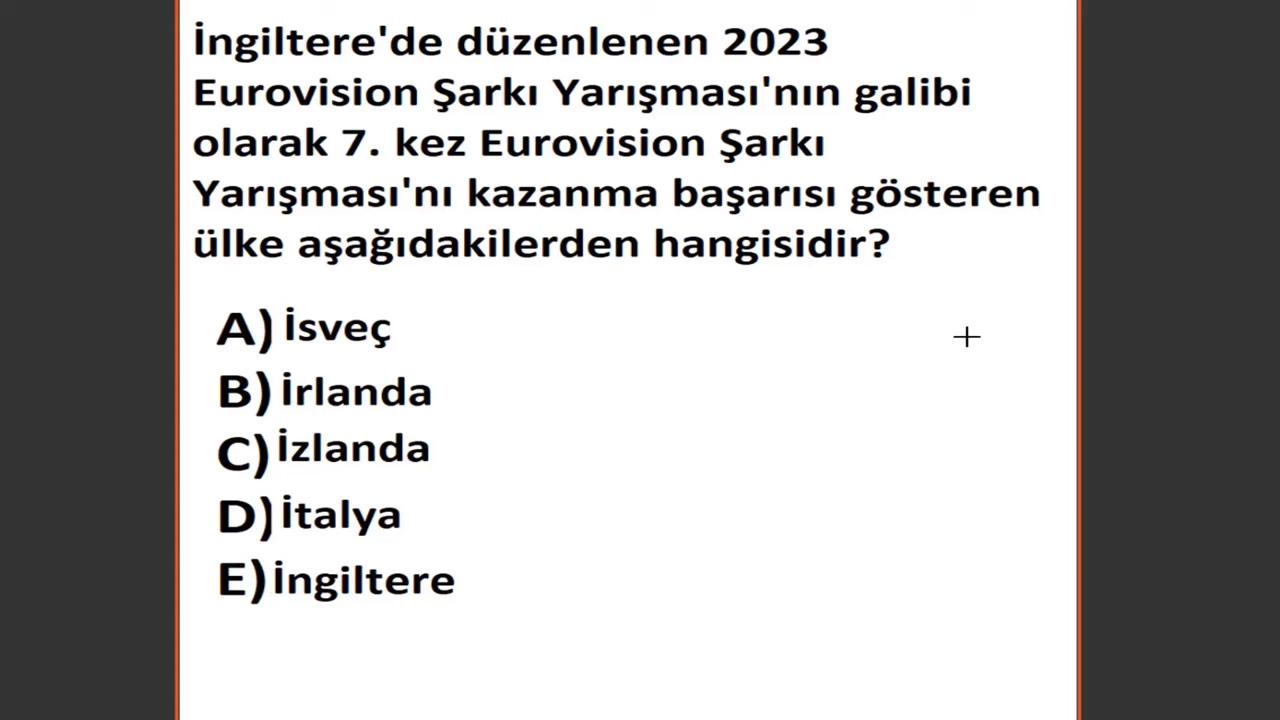 İngiltere'de düzenlenen 2023
Eurovision Şarkı Yarışması'nın galibi
olarak 7. kez Eurovision Şarkı
Yarışması'nı kazanma başarısı gösteren
ülke aşağıdakilerden hangisidir?
A) İsveç
B) İrlanda
C) İzlanda
D) İtalya
E) İngiltere